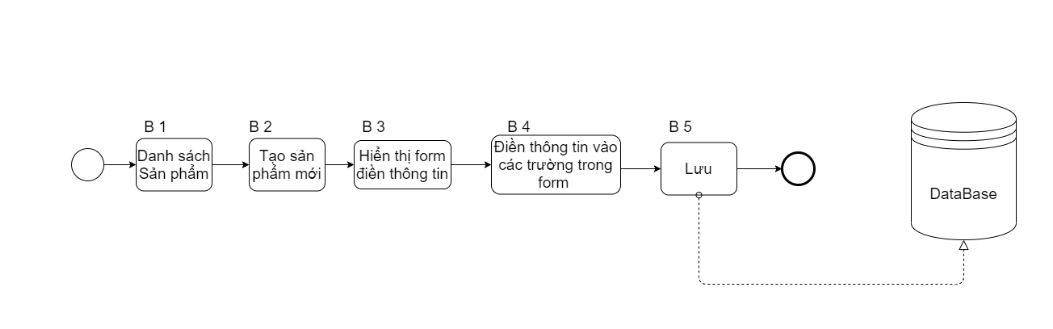 B 1
Danh sách
Sản phẩm
B 2
Tạo sản
phẩm mới
B 3
Hiển thị form
điền thông tin
B 4
Điền thông tin vào
các trường trong
form
B 5
Lưu
DataBase